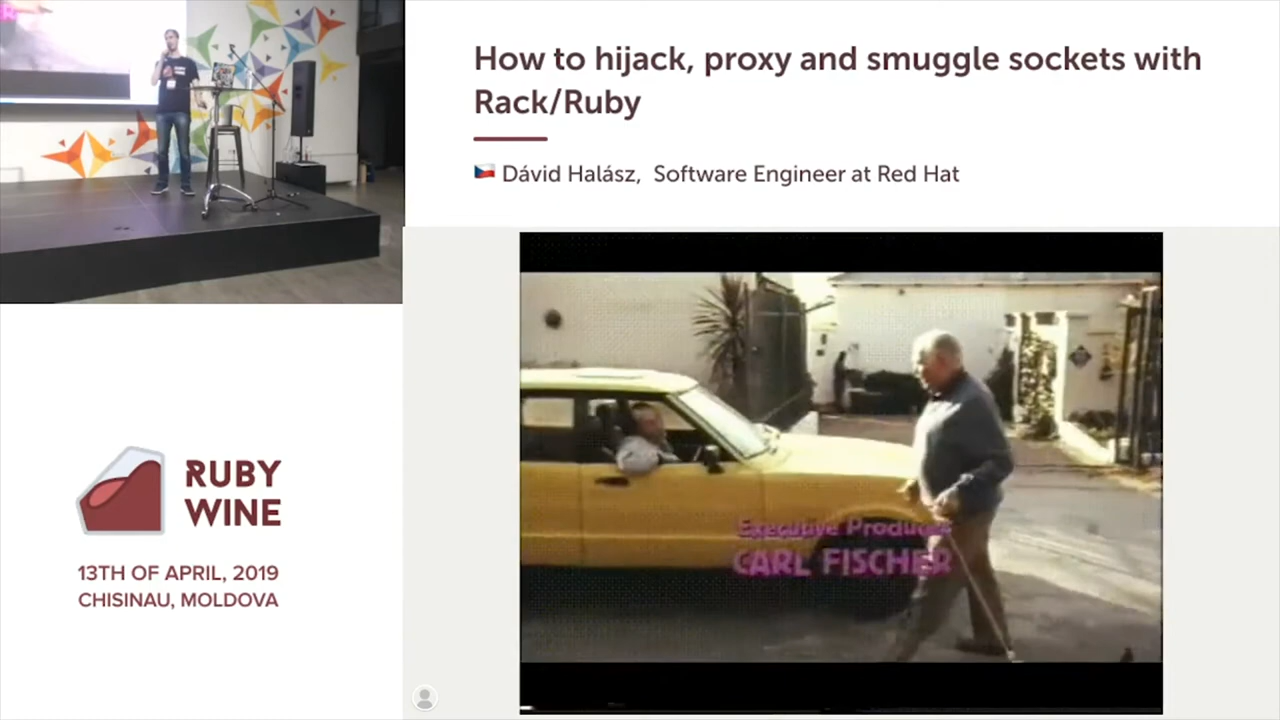 How to hijack, proxy and smuggle sockets with
Rack/Ruby
Dávid Halász, Software Engineer at Red Hat
Executive Producer
CARL FISCHER
RUBY
WINE
13TH OF APRIL, 2019
CHISINAU, MOLDOVA